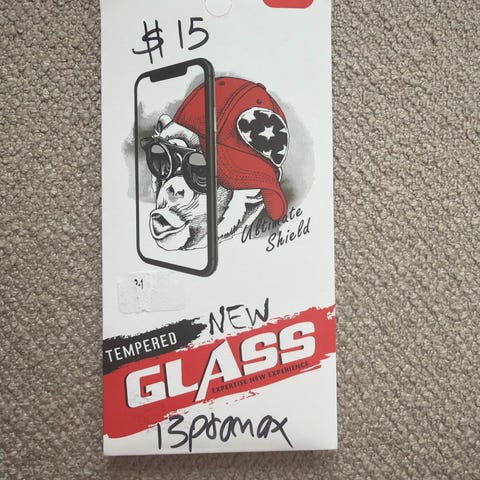 $15
Ultimate
Shield
NEW
TEMPERED
GLASS
EXPERTISE NEW EXPERIENCE
13promax